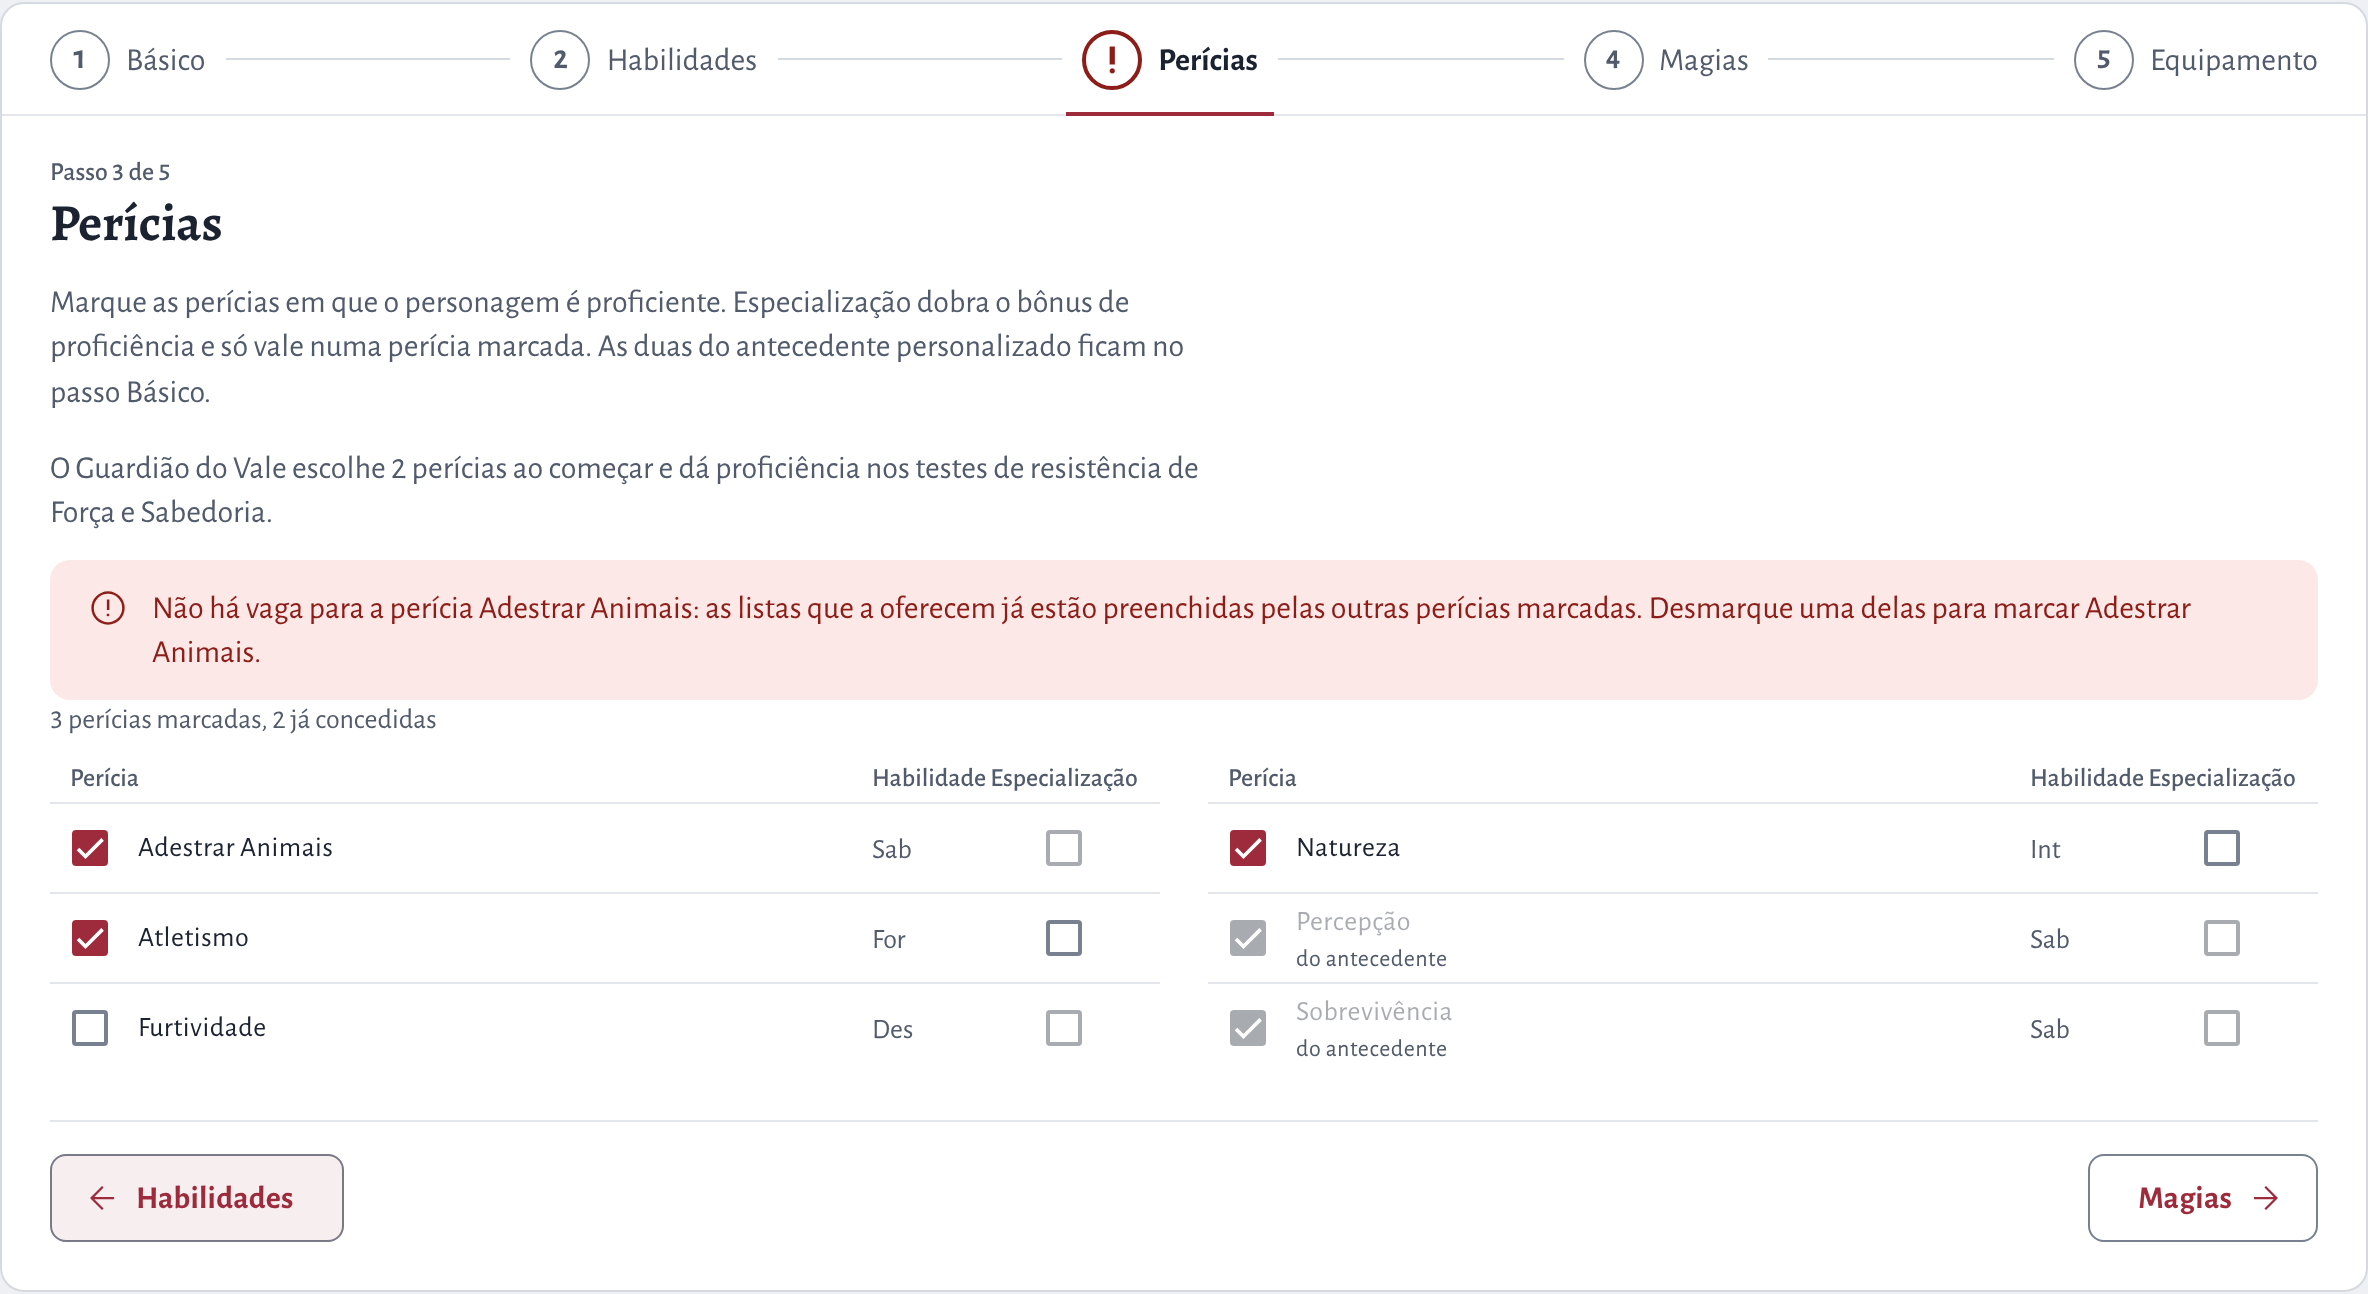 1 Básico 2 Habilidades ! Perícias 4 Magias 5 Equipamento
Passo 3 de 5
Perícias
Marque as perícias em que o personagem é proficiente. Especialização dobra o bônus de
proficiência e só vale numa perícia marcada. As duas do antecedente personalizado ficam no
passo Básico.
O Guardião do Vale escolhe 2 perícias ao começar e dá proficiência nos testes de resistência de
Força e Sabedoria.
Não há vaga para a perícia Adestrar Animais: as listas que a oferecem já estão preenchidas pelas outras perícias marcadas. Desmarque uma delas para marcar Adestrar
Animais.
3 perícias marcadas, 2 já concedidas
Perícia Habilidade Especialização
Adestrar Animais Sab
Atletismo For
Furtividade Des
Perícia Habilidade Especialização
Natureza Int
Percepção Sab
do antecedente
Sobrevivência Sab
do antecedente
← Habilidades
Magias →